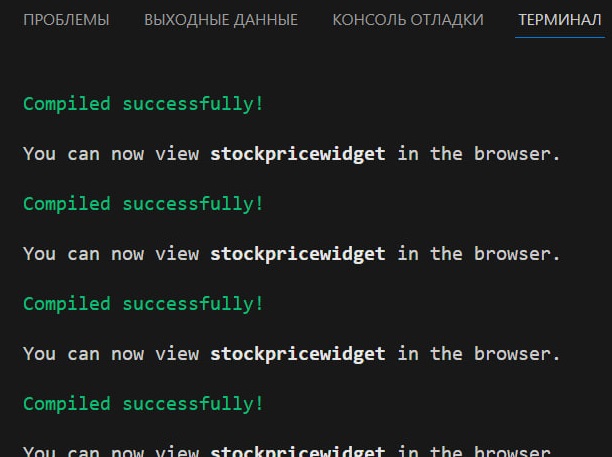 ПРОБЛЕМЫ ВЫХОДНЫЕ ДАННЫЕ КОНСОЛЬ ОТЛАДКИ ТЕРМИНАЛ
Compiled successfully!
You can now view stockpricewidget in the browser.
Compiled successfully!
You can now view stockpricewidget in the browser.
Compiled successfully!
You can now view stockpricewidget in the browser.
Compiled successfully!
You can now view stockpricewidget in the browser.